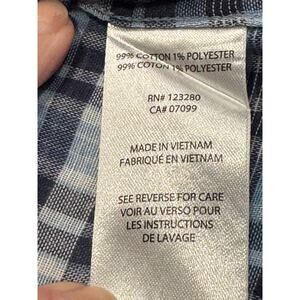 99% COTTON 1% POLYESTER
99% COTON 1% POLYESTER
RN# 123280
CA# 07099
MADE IN VIETNAM
FABRIQUÉ EN VIETNAM
SEE REVERSE FOR CARE
VOIR AU VERSO POUR
LES INSTRUCTIONS
DE LAVAGE